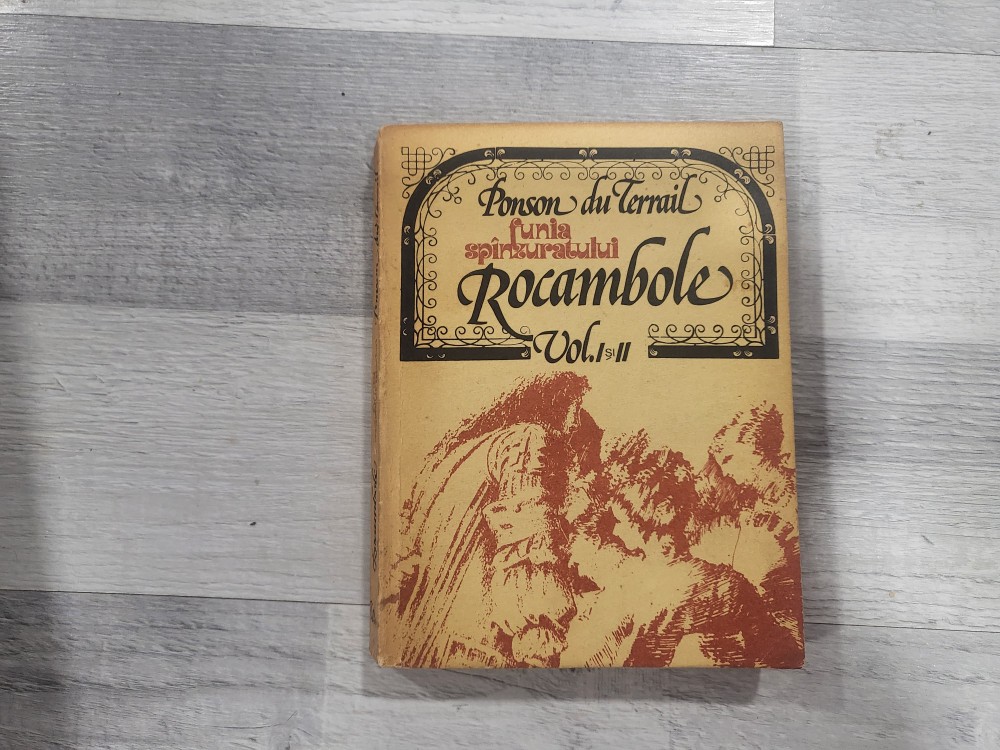 Ponson du Terrail
funia
spînzuratului
Rocambole
Vol. I și II